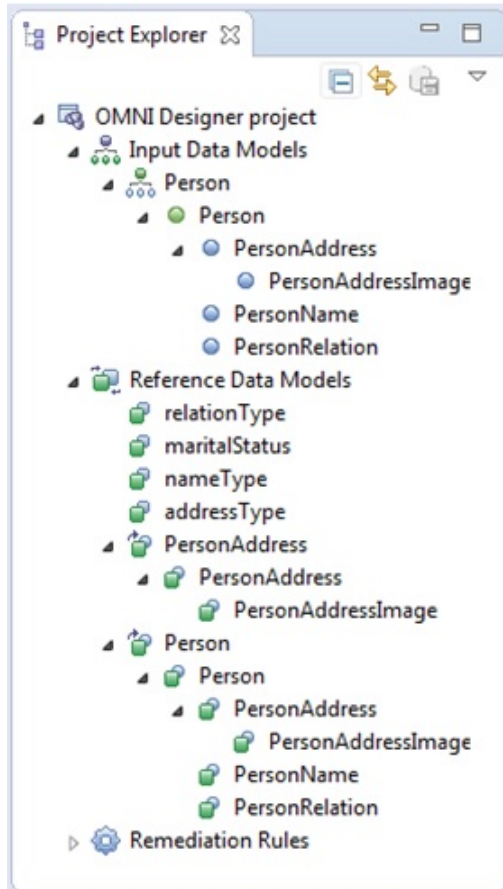 Project Explorer
OMNI Designer project
Input Data Models
Person
Person
PersonAddress
PersonAddressImage
PersonName
PersonRelation
Reference Data Models
relationType
maritalStatus
nameType
addressType
PersonAddress
PersonAddress
PersonAddressImage
Person
Person
PersonAddress
PersonAddressImage
PersonName
PersonRelation
Remediation Rules